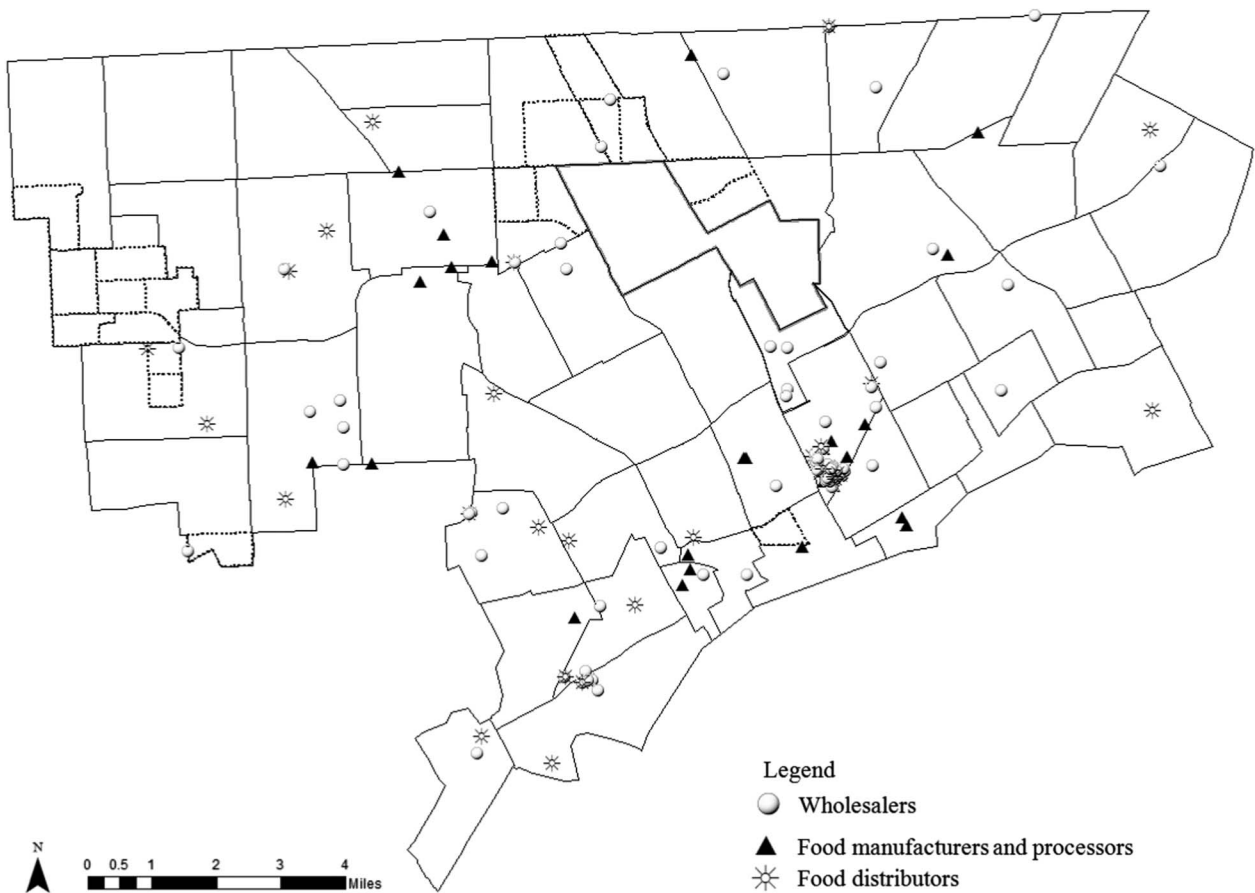 Legend
Wholesalers
Food manufacturers and processors
Food distributors
N
0 0.5 1 2 3 4
Miles